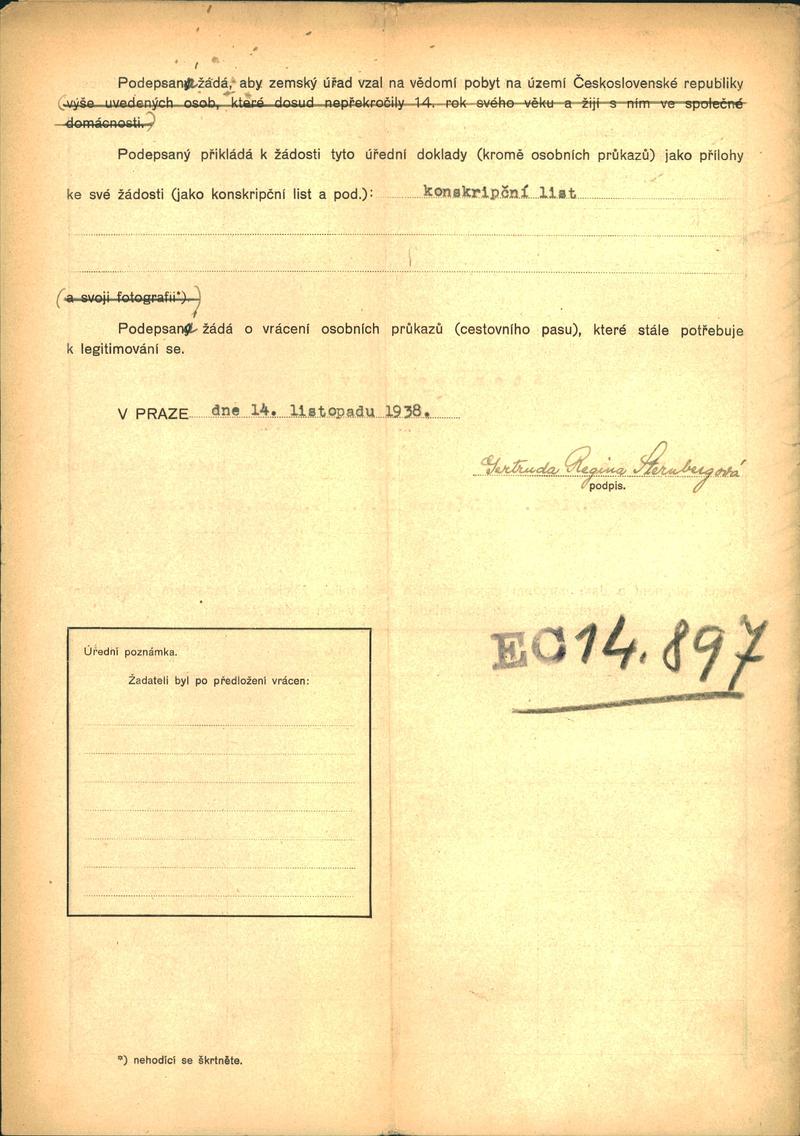 Podepsaná žádá, aby zemský úřad vzal na vědomí pobyt na území Československé republiky
(výše uvedených osob, které dosud nepřekročily 14. rok svého věku a žijí s ním ve společné
domácnosti.)
Podepsaný přikládá k žádosti tyto úřední doklady (kromě osobních průkazů) jako přílohy
ke své žádosti (jako konskripční list a pod.): konskripční list
(a svoji fotografii*).)
Podepsaná žádá o vrácení osobních průkazů (cestovního pasu), které stále potřebuje
k legitimování se.
V PRAZE dne 14. listopadu 1938.
Gertruda Regina Sternbergová
podpis.
EC 14.897
Úřední poznámka.
Žadateli byl po předložení vrácen:
*) nehodící se škrtněte.